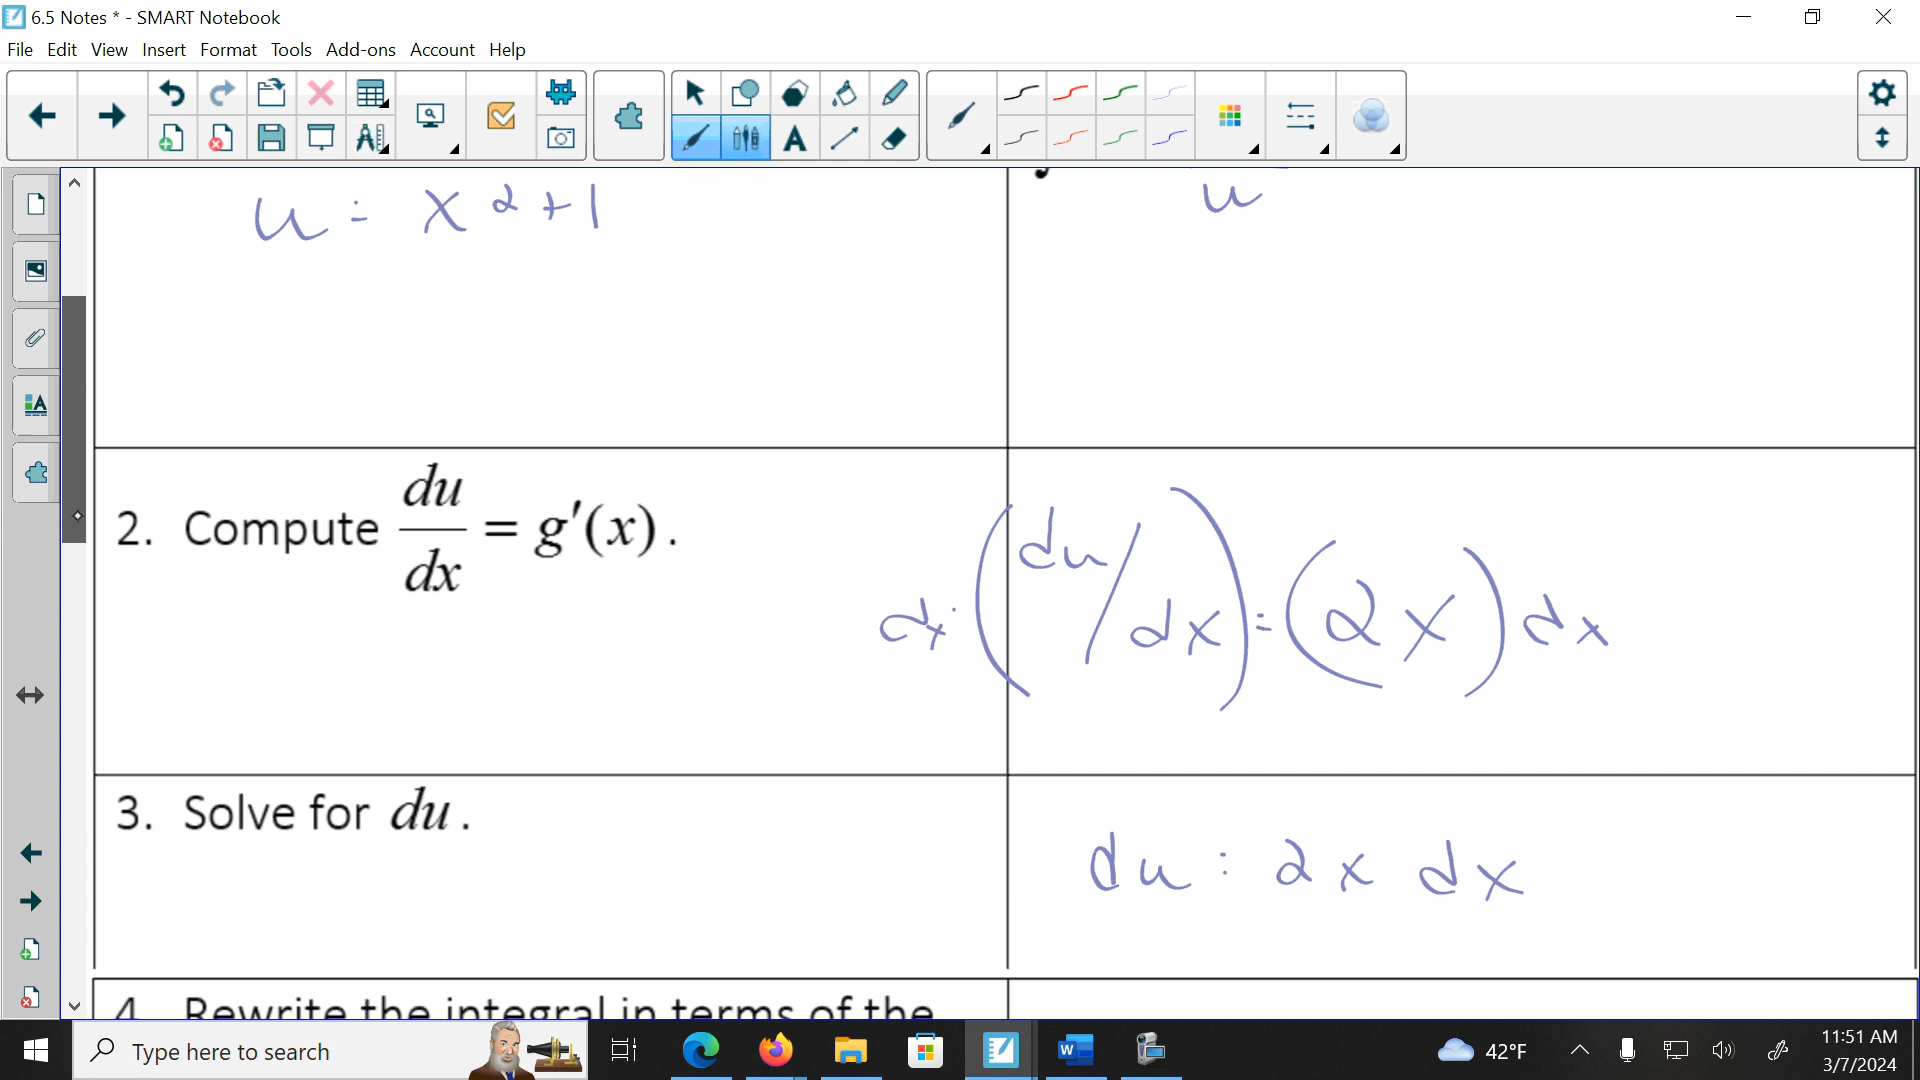 6.5 Notes * - SMART Notebook
File Edit View Insert Format Tools Add-ons Account Help
u = x² + 1
u
2. Compute du/dx = g′(x).
dx · (du/dx) = (2x) dx
3. Solve for du.
du = 2x dx
4. Rewrite the integral in terms of the
Type here to search
42°F
11:51 AM
3/7/2024